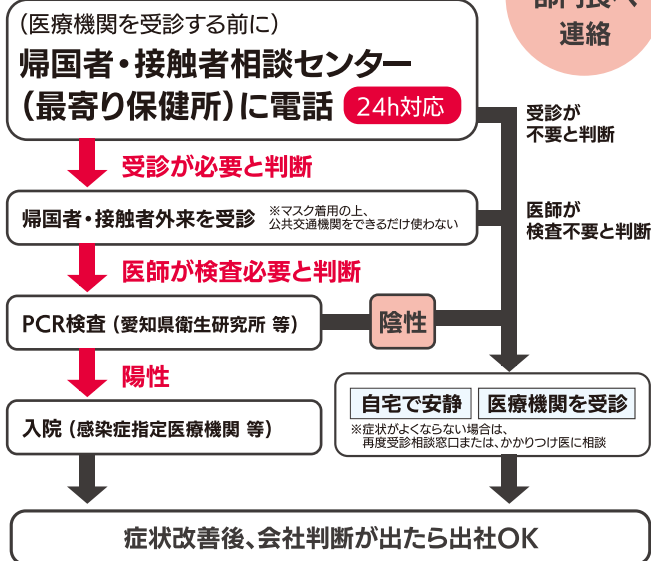 (医療機関を受診する前に)
帰国者・接触者相談センター
(最寄り保健所)に電話 24h対応
連絡
受診が
不要と判断
受診が必要と判断
帰国者・接触者外来を受診
※マスク着用の上、
公共交通機関をできるだけ使わない
医師が
検査不要と判断
医師が検査必要と判断
PCR検査(愛知県衛生研究所 等)
陰性
陽性
自宅で安静
医療機関を受診
※症状がよくならない場合は、
再度受診相談窓口または、かかりつけ医に相談
入院(感染症指定医療機関 等)
症状改善後、会社判断が出たら出社OK